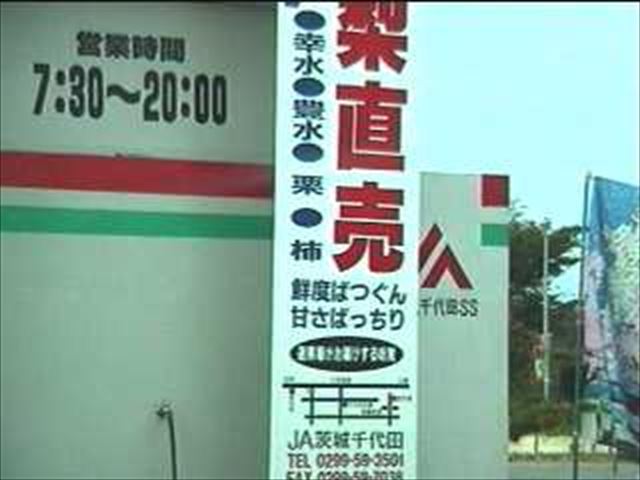 営業時間
7:30〜20:00
梨直売
●幸水●豊水●栗●柿
鮮度ばつぐん
甘さばっちり
JA茨城千代田
TEL 0299-59-3501
千代田SS